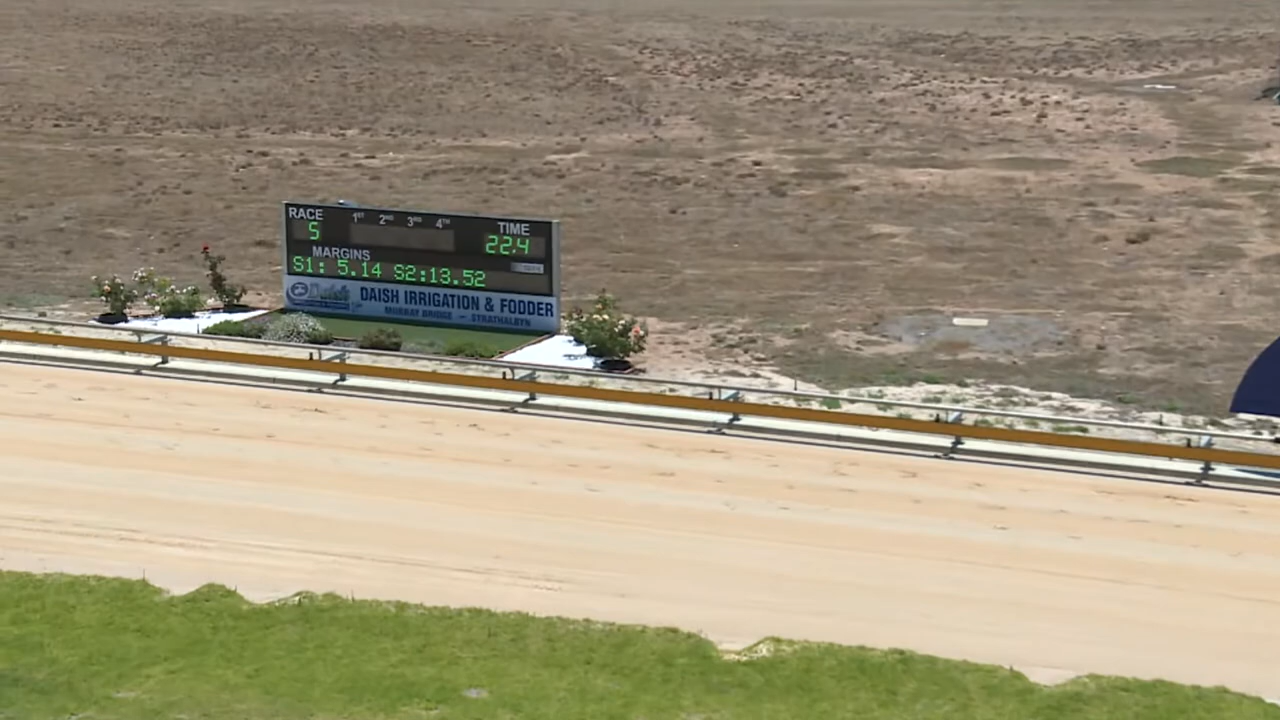 RACE 1ST 2ND 3RD 4TH TIME
5 22.4
MARGINS
S1: 5.14 S2:13.52
Daish DAISH IRRIGATION & FODDER
MURRAY BRIDGE - STRATHALBYN